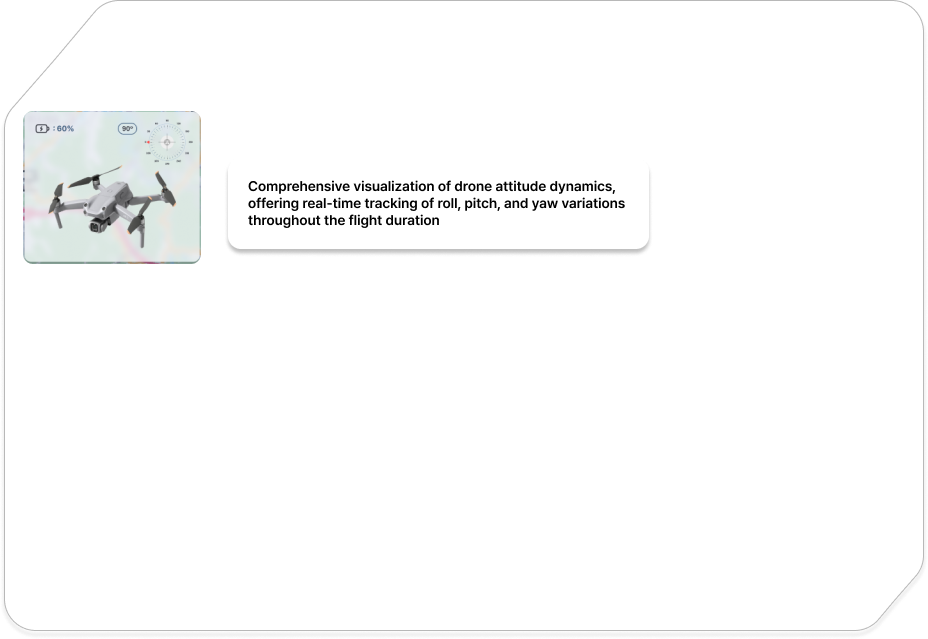 : 60%
90°
Comprehensive visualization of drone attitude dynamics,
offering real-time tracking of roll, pitch, and yaw variations
throughout the flight duration